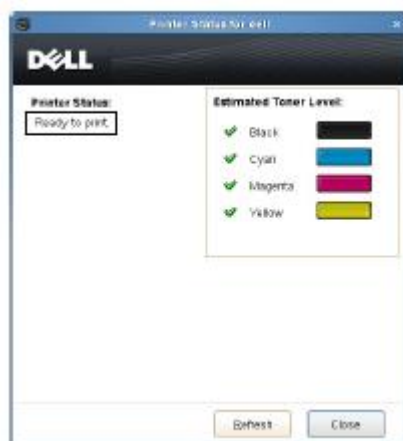 Printer Status for dell
DELL
Printer Status:
Ready to print.
Estimated Toner Level:
Black
Cyan
Magenta
Yellow
Refresh
Close